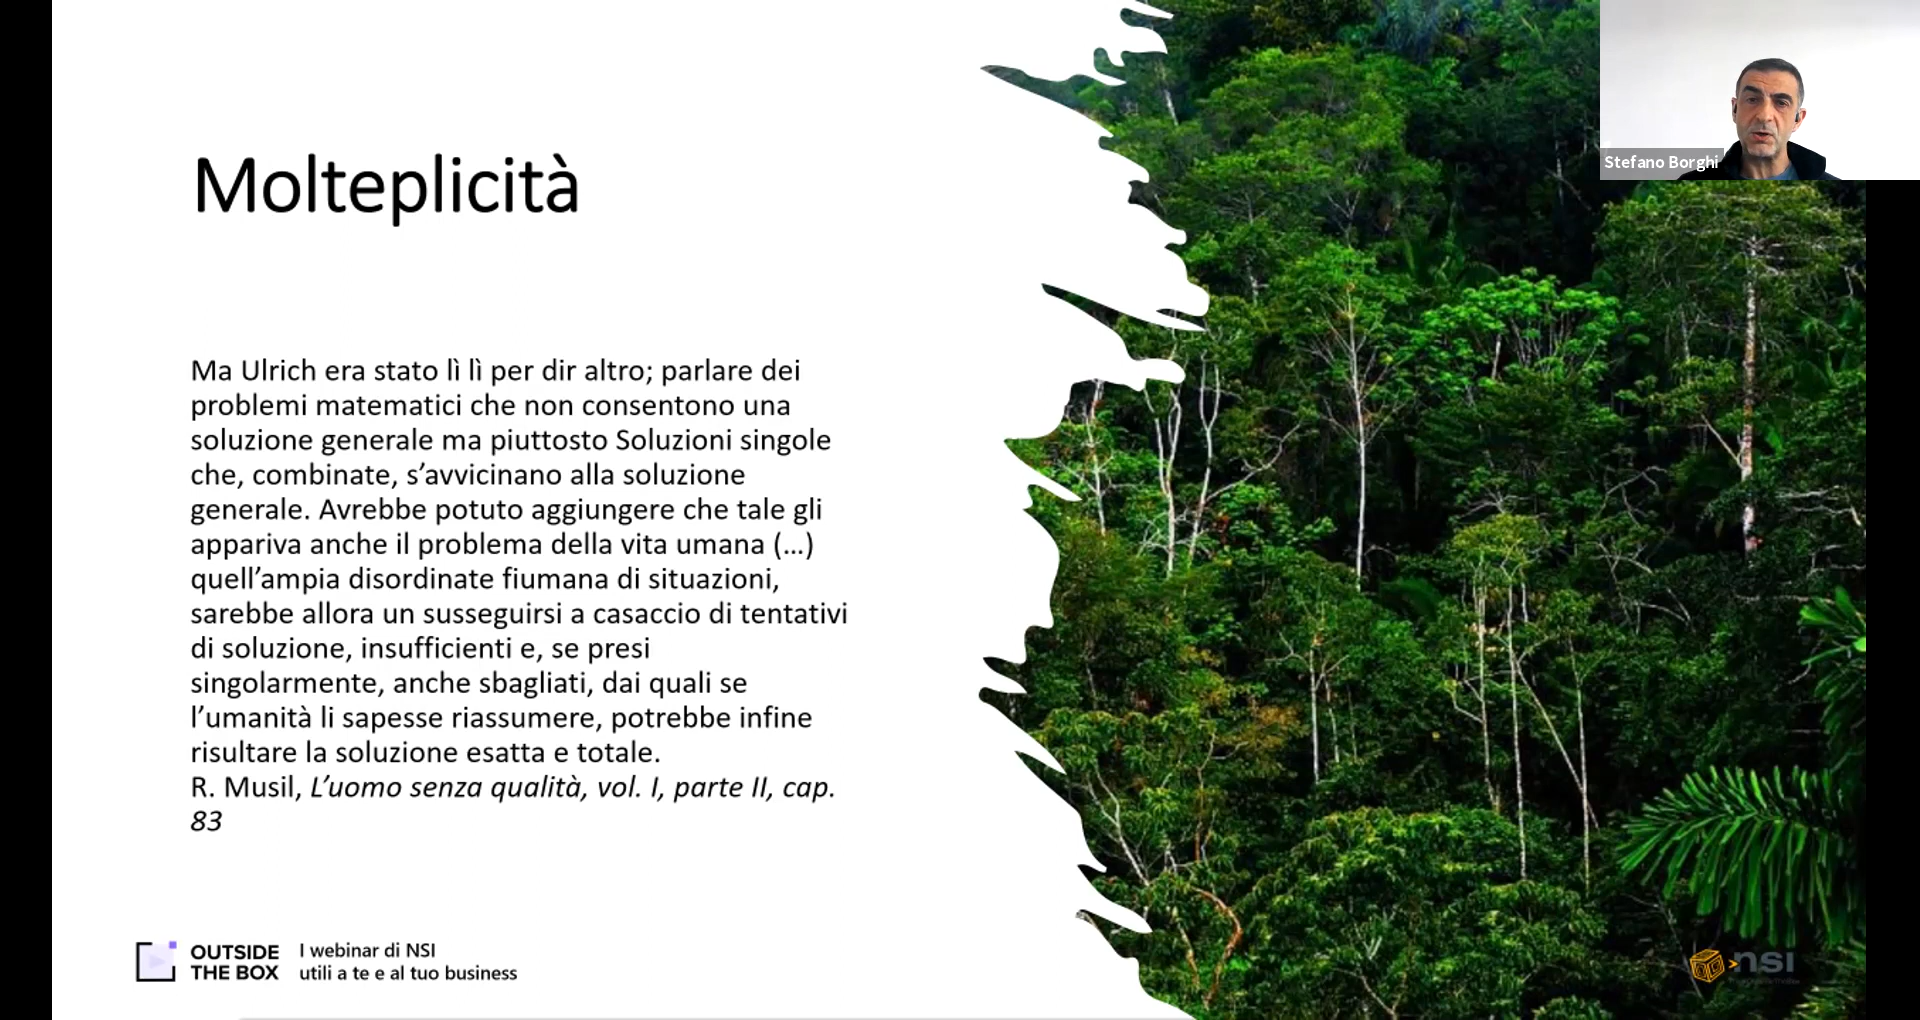 Stefano Borghi
Molteplicità
Ma Ulrich era stato lì lì per dir altro; parlare dei
problemi matematici che non consentono una
soluzione generale ma piuttosto Soluzioni singole
che, combinate, s’avvicinano alla soluzione
generale. Avrebbe potuto aggiungere che tale gli
appariva anche il problema della vita umana (…)
quell’ampia disordinate fiumana di situazioni,
sarebbe allora un susseguirsi a casaccio di tentativi
di soluzione, insufficienti e, se presi
singolarmente, anche sbagliati, dai quali se
l’umanità li sapesse riassumere, potrebbe infine
risultare la soluzione esatta e totale.
R. Musil, L’uomo senza qualità, vol. I, parte II, cap.
83
OUTSIDE
THE BOX
I webinar di NSI
utili a te e al tuo business
nsi